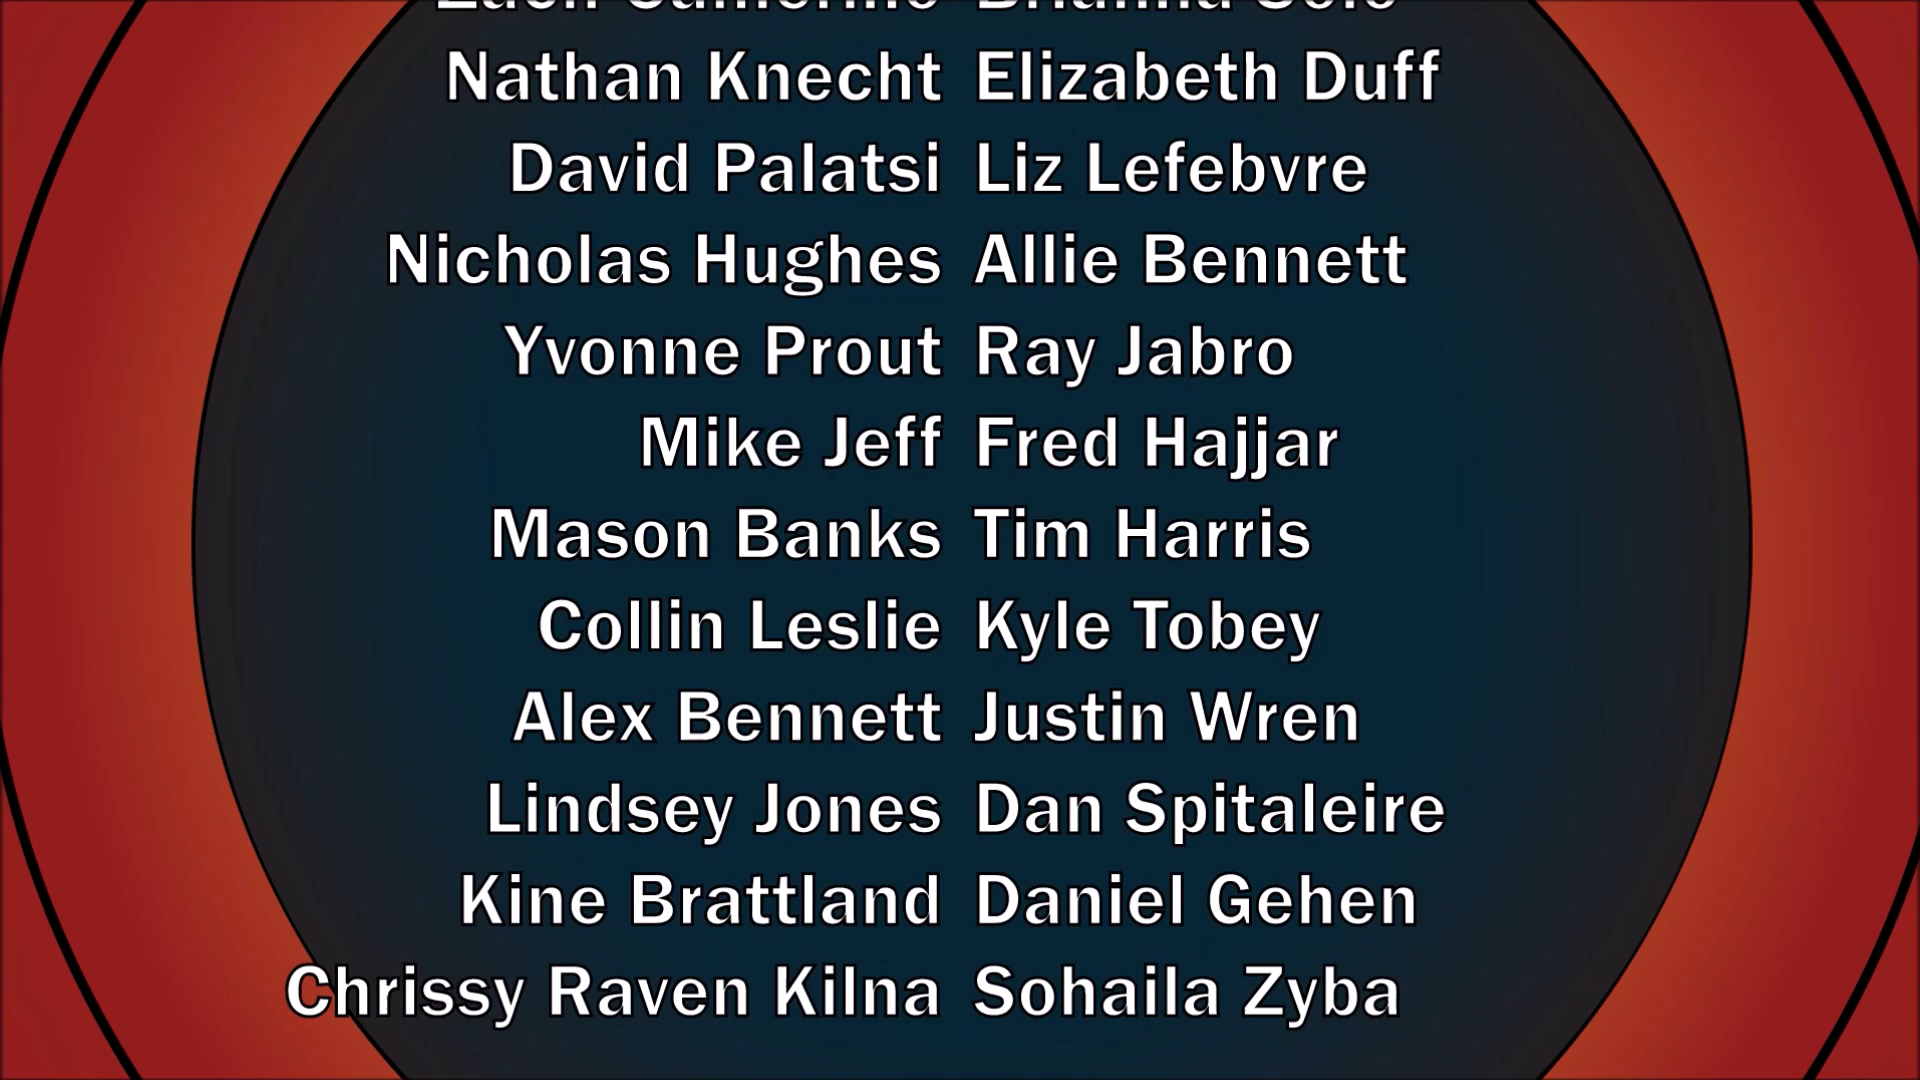 Nathan Knecht Elizabeth Duff
David Palatsi Liz Lefebvre
Nicholas Hughes Allie Bennett
Yvonne Prout Ray Jabro
Mike Jeff Fred Hajjar
Mason Banks Tim Harris
Collin Leslie Kyle Tobey
Alex Bennett Justin Wren
Lindsey Jones Dan Spitaleire
Kine Brattland Daniel Gehen
Chrissy Raven Kilna Sohaila Zyba